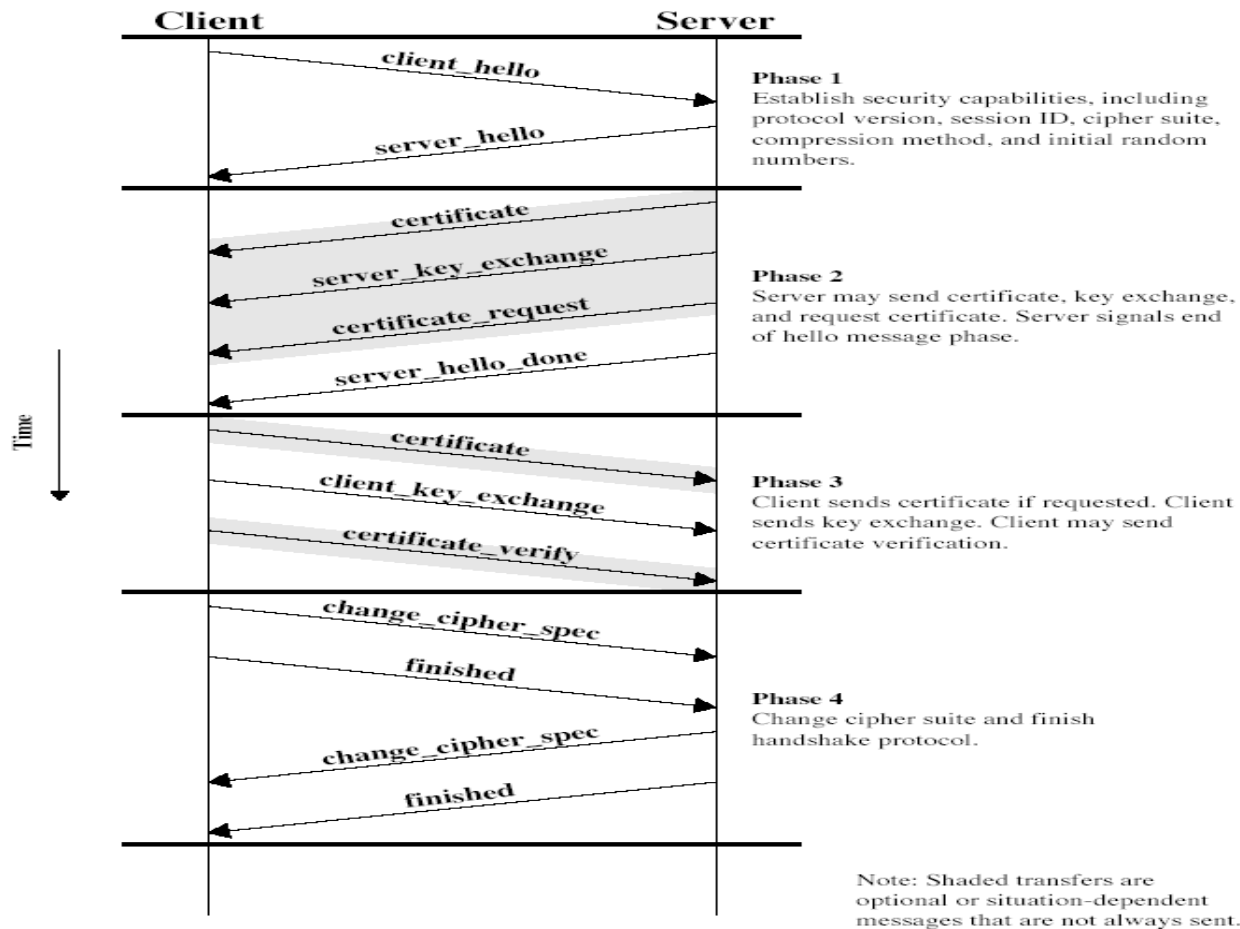 Client
Server
client_hello
server_hello
Phase 1
Establish security capabilities, including
protocol version, session ID, cipher suite,
compression method, and initial random
numbers.
certificate
server_key_exchange
certificate_request
server_hello_done
Phase 2
Server may send certificate, key exchange,
and request certificate. Server signals end
of hello message phase.
Time
certificate
client_key_exchange
certificate_verify
Phase 3
Client sends certificate if requested. Client
sends key exchange. Client may send
certificate verification.
change_cipher_spec
finished
change_cipher_spec
finished
Phase 4
Change cipher suite and finish
handshake protocol.
Note: Shaded transfers are
optional or situation-dependent
messages that are not always sent.